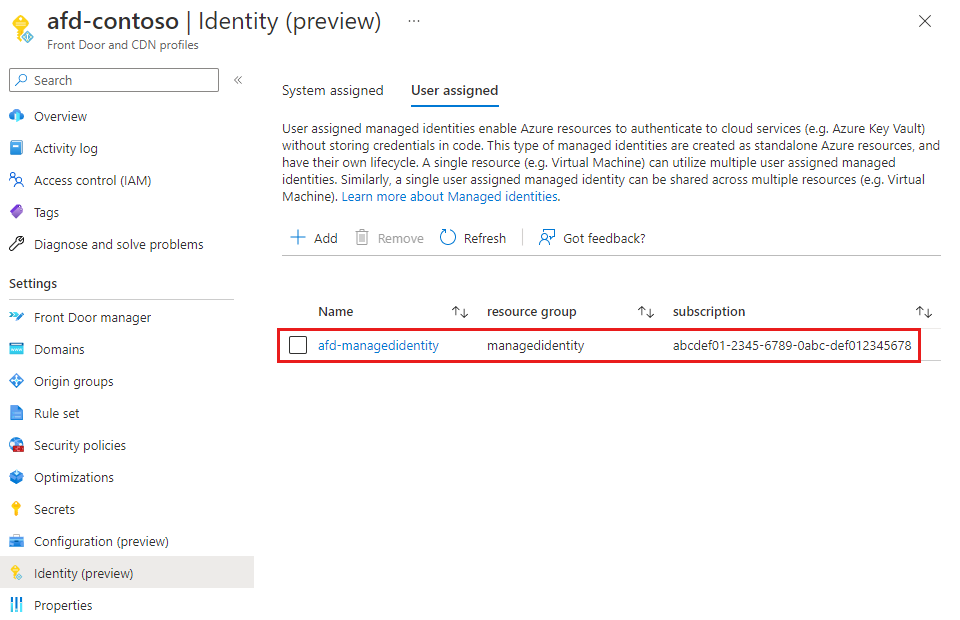 afd-contoso | Identity (preview) ...
Front Door and CDN profiles
Search
Overview
Activity log
Access control (IAM)
Tags
Diagnose and solve problems
Settings
Front Door manager
Domains
Origin groups
Rule set
Security policies
Optimizations
Secrets
Configuration (preview)
Identity (preview)
Properties
System assigned User assigned
User assigned managed identities enable Azure resources to authenticate to cloud services (e.g. Azure Key Vault)
without storing credentials in code. This type of managed identities are created as standalone Azure resources, and
have their own lifecycle. A single resource (e.g. Virtual Machine) can utilize multiple user assigned managed
identities. Similarly, a single user assigned managed identity can be shared across multiple resources (e.g. Virtual
Machine). Learn more about Managed identities.
Add Remove Refresh Got feedback?
Name resource group subscription
afd-managedidentity managedidentity abcdef01-2345-6789-0abc-def012345678